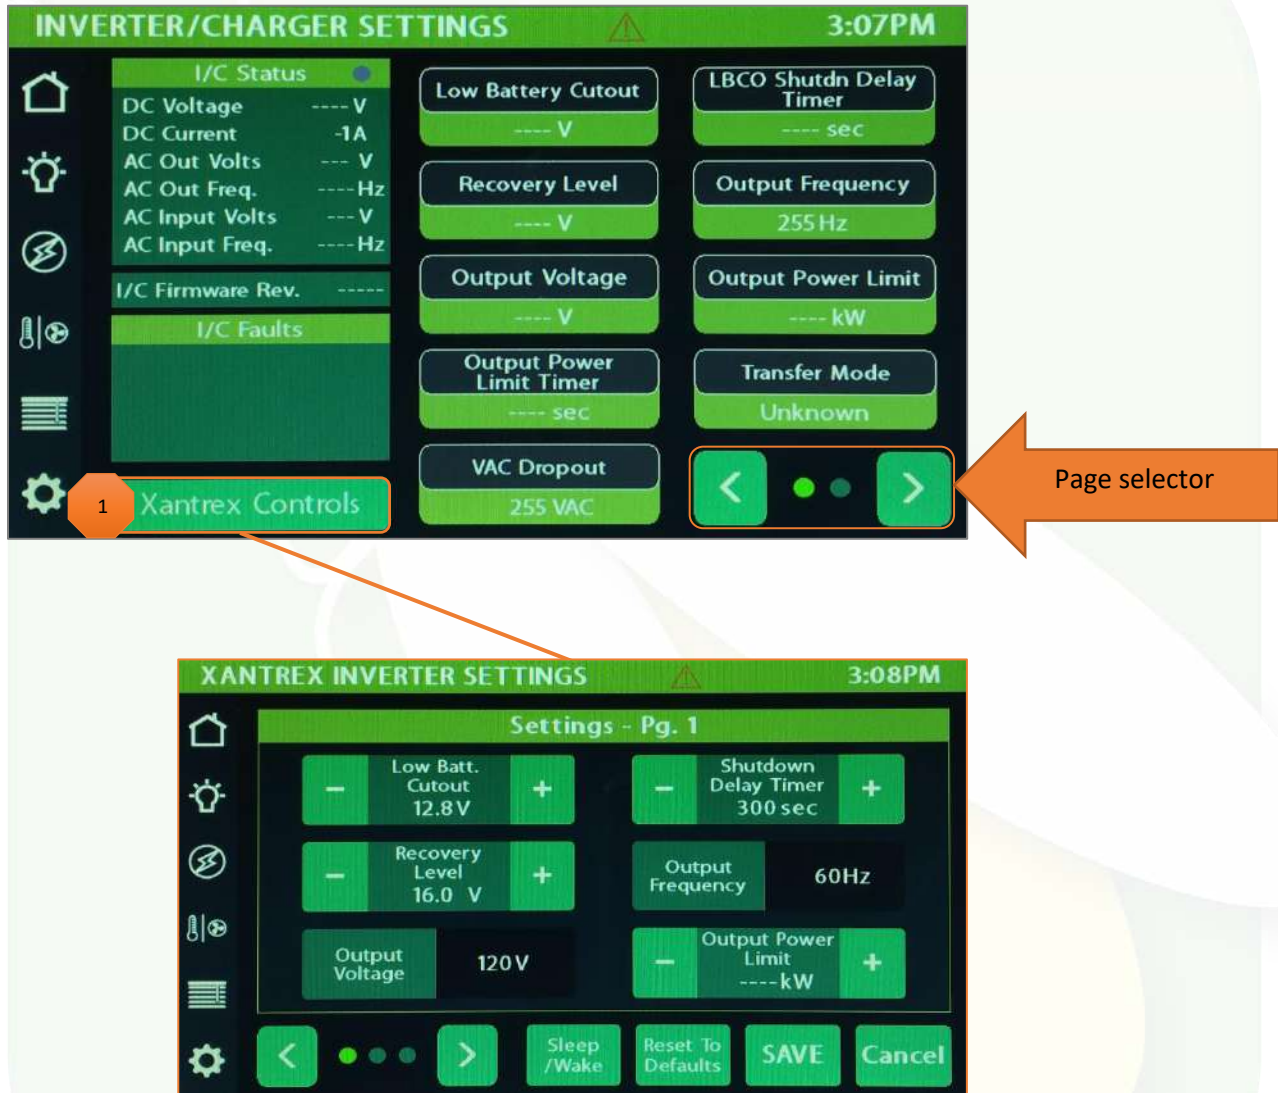 INVERTER/CHARGER SETTINGS
3:07PM
I/C Status
DC Voltage ---- V
DC Current -1A
AC Out Volts --- V
AC Out Freq. ----Hz
AC Input Volts ---V
AC Input Freq. ----Hz
I/C Firmware Rev. -----
I/C Faults
1
Xantrex Controls
Low Battery Cutout
---- V
LBCO Shutdn Delay
Timer
---- sec
Recovery Level
---- V
Output Frequency
255Hz
Output Voltage
---- V
Output Power Limit
---- kW
Output Power
Limit Timer
---- sec
Transfer Mode
Unknown
VAC Dropout
255 VAC
<
>
Page selector
XANTREX INVERTER SETTINGS
3:08PM
Settings - Pg. 1
−
Low Batt.
Cutout
12.8V
+
−
Shutdown
Delay Timer
300 sec
+
−
Recovery
Level
16.0 V
+
Output
Frequency
60Hz
Output
Voltage
120V
−
Output Power
Limit
----kW
+
<
>
Sleep
/Wake
Reset To
Defaults
SAVE
Cancel